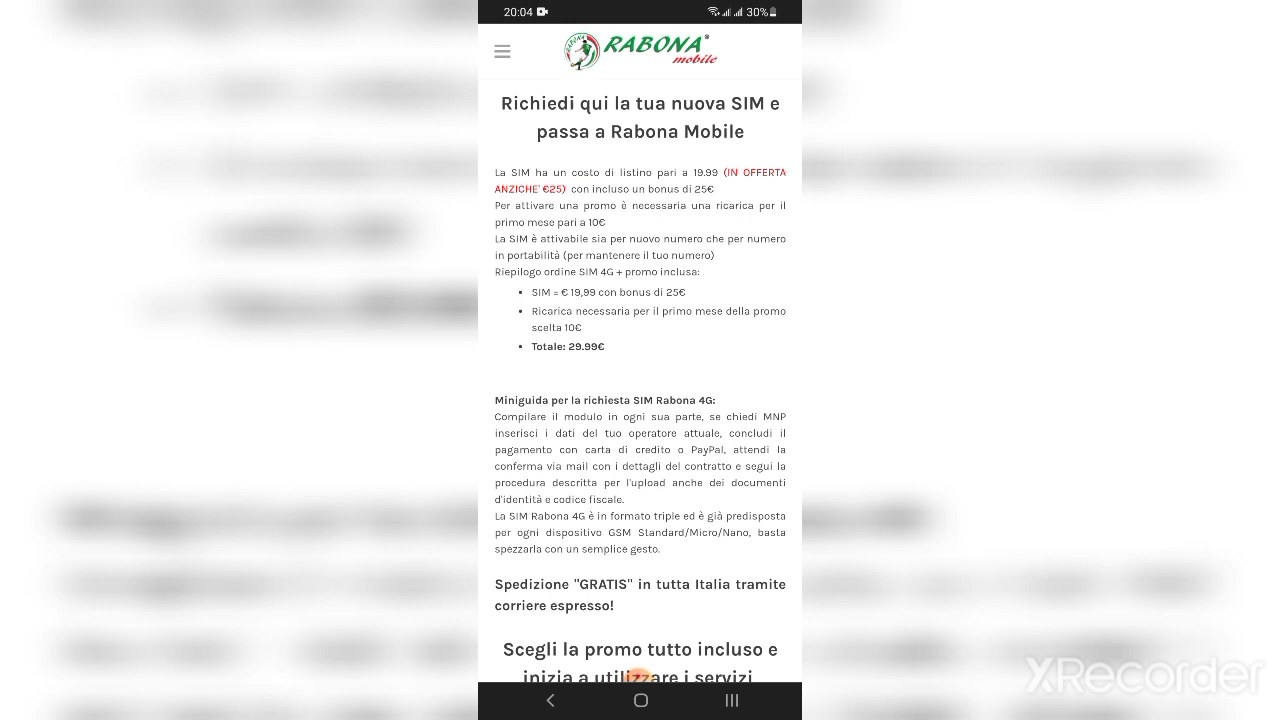 20:04
30%
RABONA®
mobile
Richiedi qui la tua nuova SIM e
passa a Rabona Mobile
La SIM ha un costo di listino pari a 19.99 (IN OFFERTA
ANZICHE' €25) con incluso un bonus di 25€
Per attivare una promo è necessaria una ricarica per il
primo mese pari a 10€
La SIM è attivabile sia per nuovo numero che per numero
in portabilità (per mantenere il tuo numero)
Riepilogo ordine SIM 4G + promo inclusa:
• SIM = € 19,99 con bonus di 25€
• Ricarica necessaria per il primo mese della promo
scelta 10€
• Totale: 29.99€
Miniguida per la richiesta SIM Rabona 4G:
Compilare il modulo in ogni sua parte, se chiedi MNP
inserisci i dati del tuo operatore attuale, concludi il
pagamento con carta di credito o PayPal, attendi la
conferma via mail con i dettagli del contratto e segui la
procedura descritta per l'upload anche dei documenti
d'identità e codice fiscale.
La SIM Rabona 4G è in formato triple ed è già predisposta
per ogni dispositivo GSM Standard/Micro/Nano, basta
spezzarla con un semplice gesto.
Spedizione "GRATIS" in tutta Italia tramite
corriere espresso!
Scegli la promo tutto incluso e
inizia a utilizzare i servizi
XRecorder